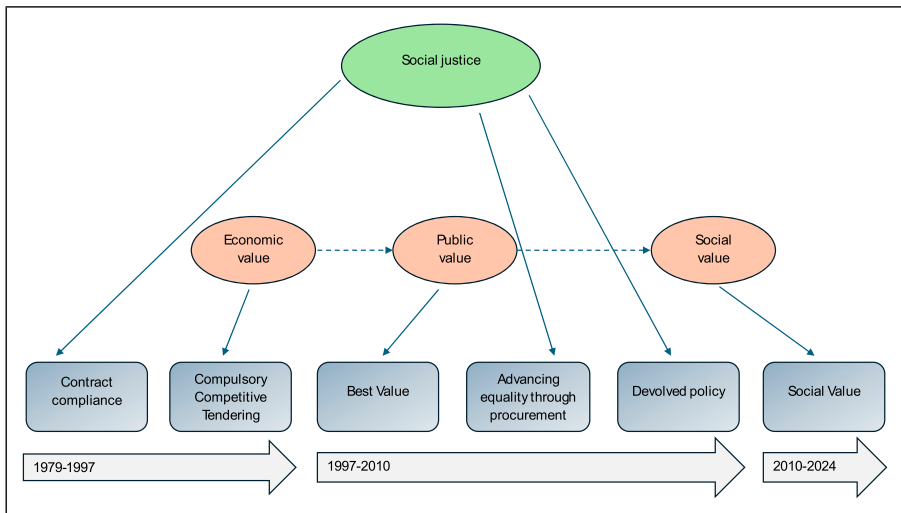 Social justice
Economic
value
Public
value
Social
value
Contract
compliance
Compulsory
Competitive
Tendering
Best Value
Advancing
equality through
procurement
Devolved policy
Social Value
1979-1997
1997-2010
2010-2024